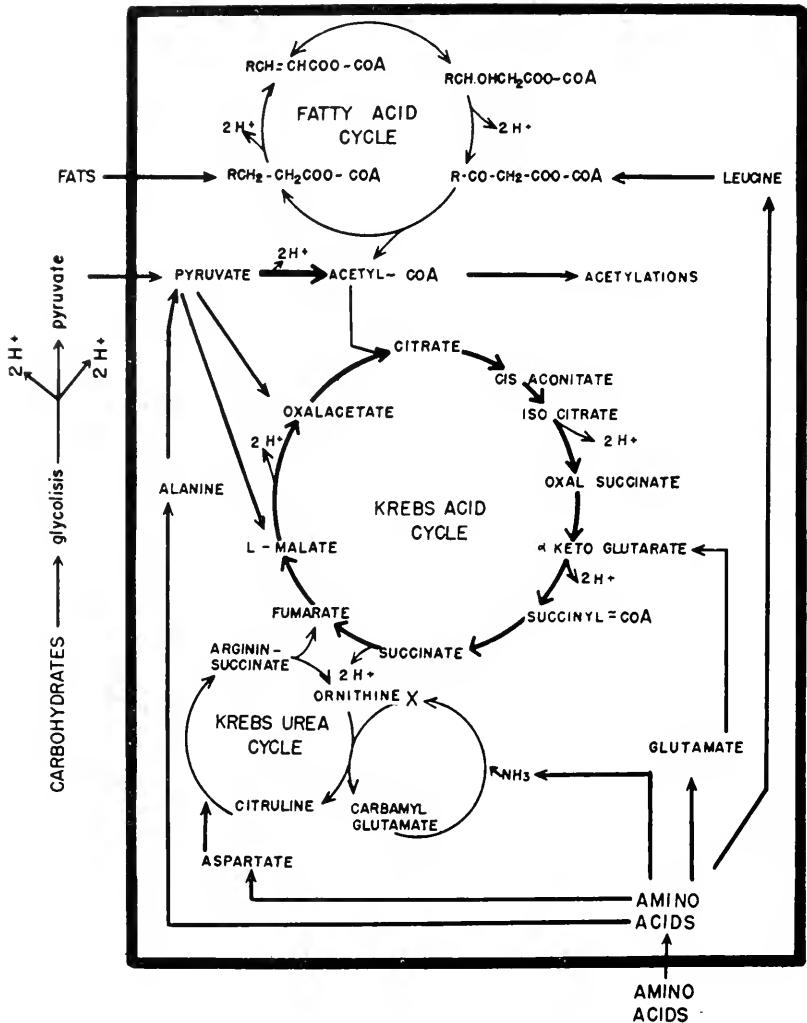 RCH=CHCOO-COA
RCH.OHCH₂COO-COA
FATTY ACID
CYCLE
2H+
2H+
FATS
RCH₂-CH₂COO-COA
R-CO-CH₂-COO-COA
LEUCINE
2H+
PYRUVATE
ACETYL~COA
ACETYLATIONS
pyruvate
2H+
2H+
glycolisis
CARBOHYDRATES
CITRATE
CIS ACONITATE
ISO CITRATE
OXALACETATE
2H+
2H+
ALANINE
OXAL SUCCINATE
KREBS ACID
CYCLE
L-MALATE
α KETO GLUTARATE
2H+
FUMARATE
SUCCINYL=COA
ARGININ-
SUCCINATE
SUCCINATE
2H+
ORNITHINE X
KREBS UREA
CYCLE
GLUTAMATE
NH₃
CITRULINE
CARBAMYL
GLUTAMATE
ASPARTATE
AMINO
ACIDS
AMINO
ACIDS